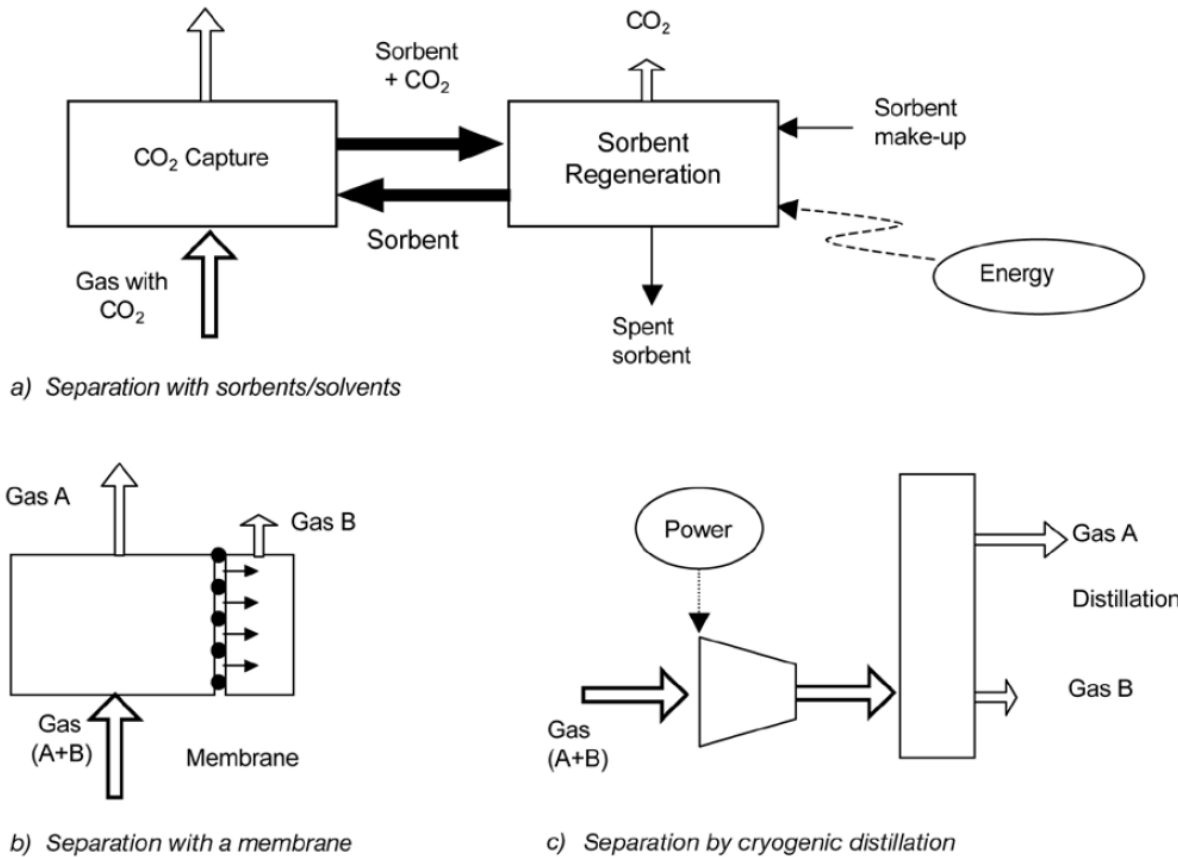 CO₂
Sorbent
+ CO₂
CO₂ Capture
Sorbent
Regeneration
Sorbent
make-up
Sorbent
Gas with
CO₂
Energy
Spent
sorbent
a) Separation with sorbents/solvents
Gas A
Gas B
Gas
(A+B)
Membrane
b) Separation with a membrane
Power
Gas A
Distillation
Gas B
Gas
(A+B)
c) Separation by cryogenic distillation